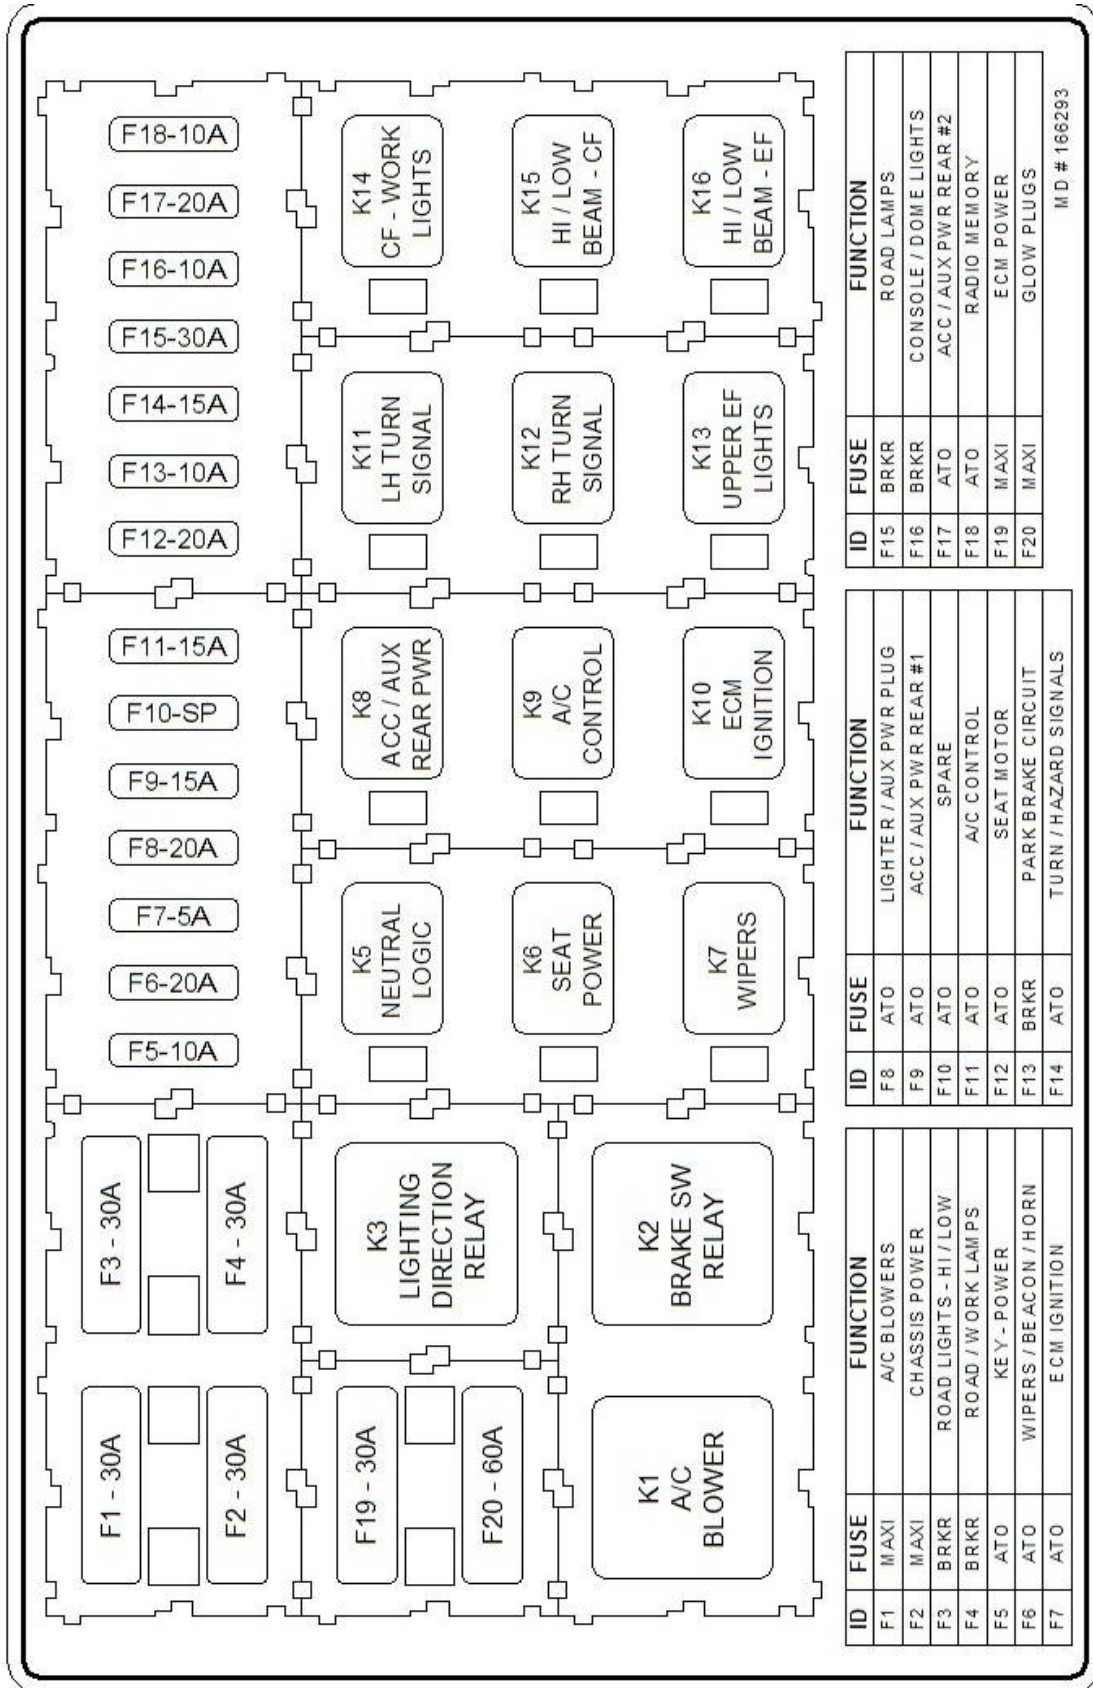 F1 - 30A
F2 - 30A
F3 - 30A
F4 - 30A
F5-10A
F6-20A
F7-5A
F8-20A
F9-15A
F10-SP
F11-15A
F12-20A
F13-10A
F14-15A
F15-30A
F16-10A
F17-20A
F18-10A
F19 - 30A
F20 - 60A
K3
LIGHTING
DIRECTION
RELAY
K5
NEUTRAL
LOGIC
K8
ACC / AUX
REAR PWR
K11
LH TURN
SIGNAL
K14
CF - WORK
LIGHTS
K6
SEAT
POWER
K9
A/C
CONTROL
K12
RH TURN
SIGNAL
K15
HI / LOW
BEAM - CF
K1
A/C
BLOWER
K2
BRAKE SW
RELAY
K7
WIPERS
K10
ECM
IGNITION
K13
UPPER EF
LIGHTS
K16
HI / LOW
BEAM - EF
ID FUSE FUNCTION
F1 MAXI A/C BLOWERS
F2 MAXI CHASSIS POWER
F3 BRKR ROAD LIGHTS - HI / LOW
F4 BRKR ROAD / WORK LAMPS
F5 ATO KEY - POWER
F6 ATO WIPERS / BEACON / HORN
F7 ATO ECM IGNITION
ID FUSE FUNCTION
F8 ATO LIGHTER / AUX PWR PLUG
F9 ATO ACC / AUX PWR REAR #1
F10 ATO SPARE
F11 ATO A/C CONTROL
F12 ATO SEAT MOTOR
F13 BRKR PARK BRAKE CIRCUIT
F14 ATO TURN / HAZARD SIGNALS
ID FUSE FUNCTION
F15 BRKR ROAD LAMPS
F16 BRKR CONSOLE / DOME LIGHTS
F17 ATO ACC / AUX PWR REAR #2
F18 ATO RADIO MEMORY
F19 MAXI ECM POWER
F20 MAXI GLOW PLUGS
MD # 166293